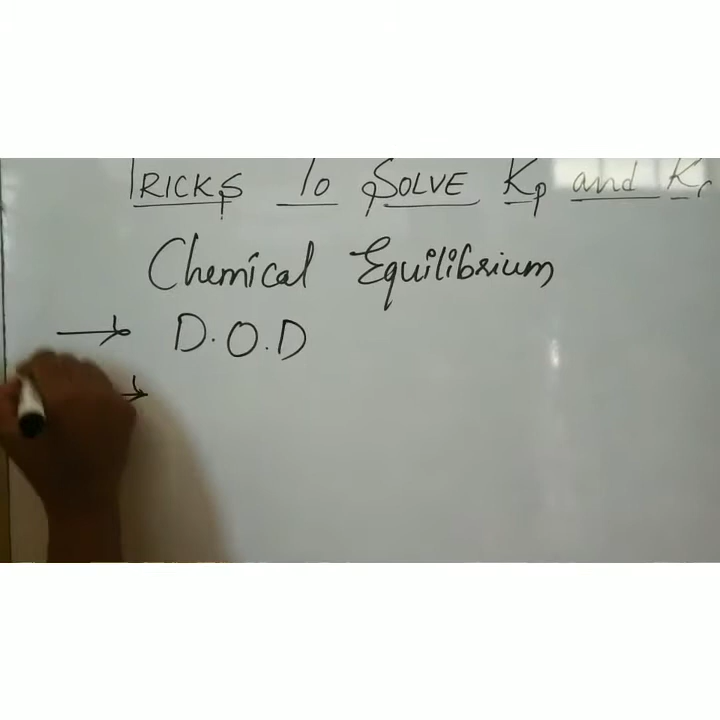 TRICKS TO SOLVE Kp and Kc
Chemical Equilibrium
→ D.O.D
→